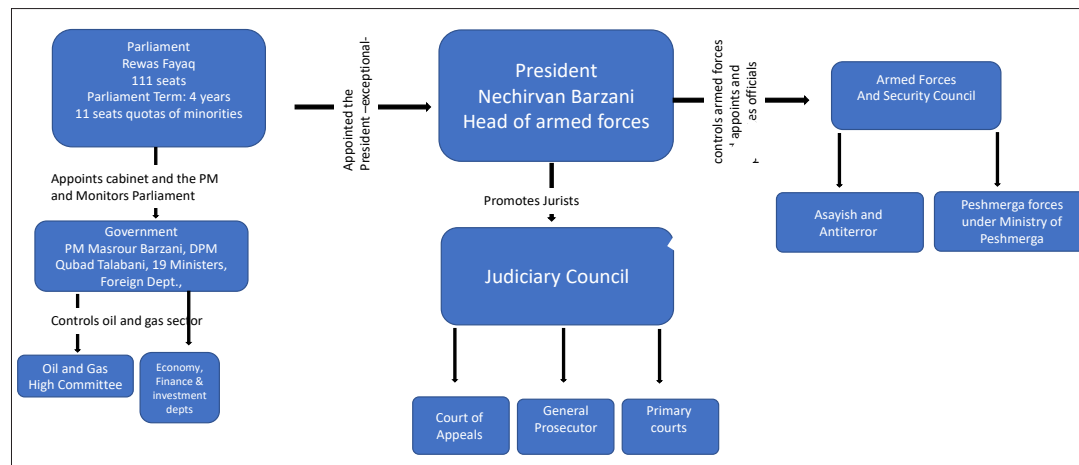 Parliament
Rewas Fayaq
111 seats
Parliament Term: 4 years
11 seats quotas of minorities
Appointed the
President –exceptional-
President
Nechirvan Barzani
Head of armed forces
controls armed forces
appoints and
as officials
Armed Forces
And Security Council
Appoints cabinet and the PM
and Monitors Parliament
Promotes Jurists
Asayish and
Antiterror
Peshmerga forces
under Ministry of
Peshmerga
Government
PM Masrour Barzani, DPM
Qubad Talabani, 19 Ministers,
Foreign Dept.,
Judiciary Council
Controls oil and gas sector
Oil and Gas
High Committee
Economy,
Finance &
investment
depts
Court of
Appeals
General
Prosecutor
Primary
courts